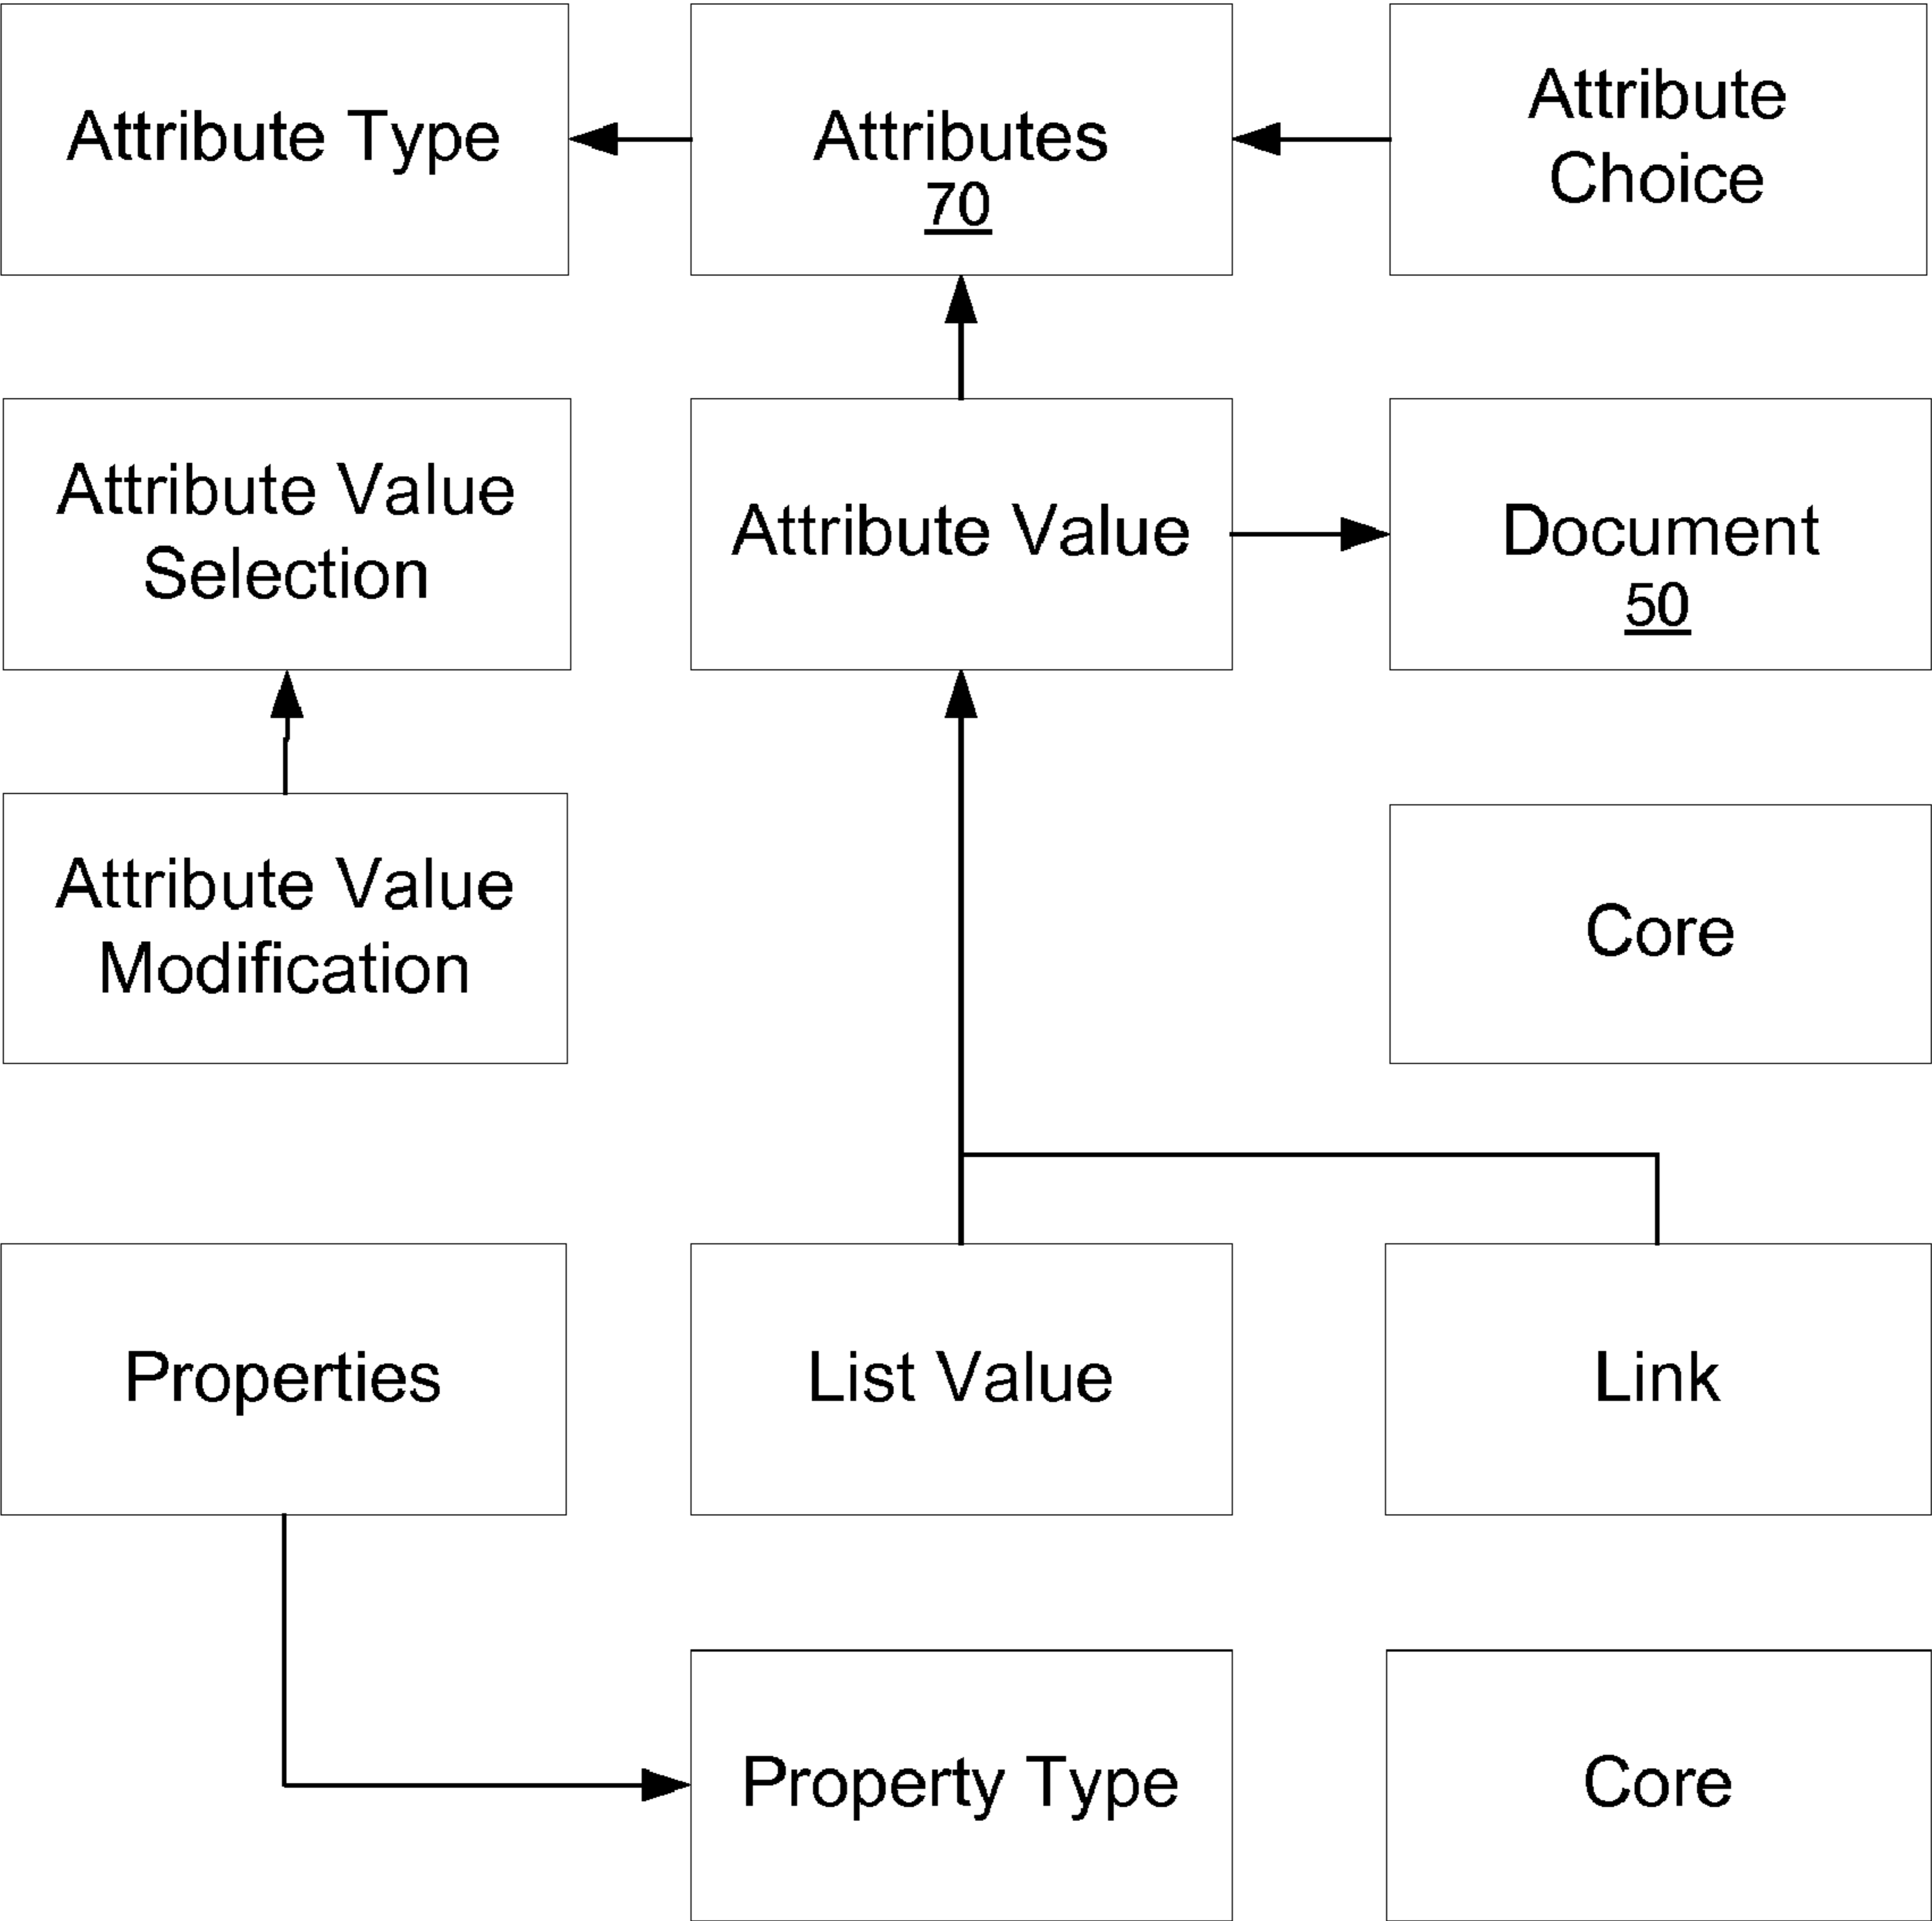 Attribute Type
Attributes
70
Attribute
Choice
Attribute Value
Selection
Attribute Value
Document
50
Attribute Value
Modification
Core
Properties
List Value
Link
Property Type
Core